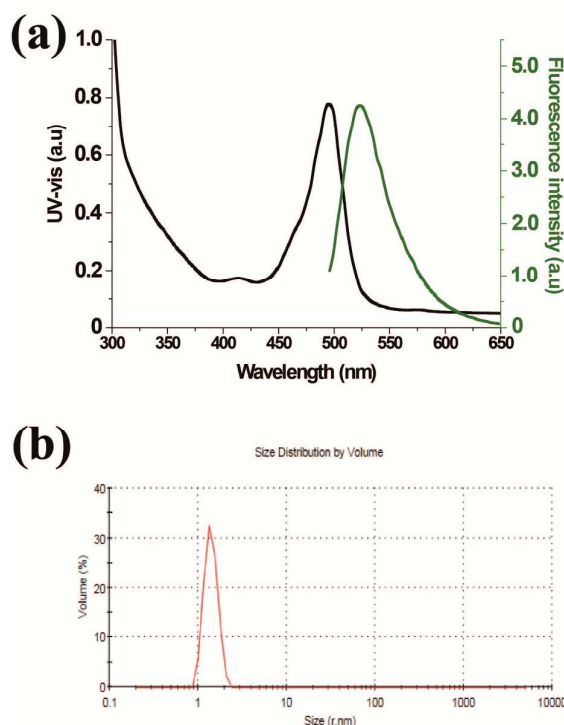 (a)
UV-vis (a.u)
1.0
0.8
0.6
0.4
0.2
0
300 350 400 450 500 550 600 650
Wavelength (nm)
5.0
4.0
3.0
2.0
1.0
0
Fluorescence intensity (a.u)
(b)
Size Distribution by Volume
Volume (%)
40
30
20
10
0
0.1 1 10 100 1000 10000
Size (r.nm)